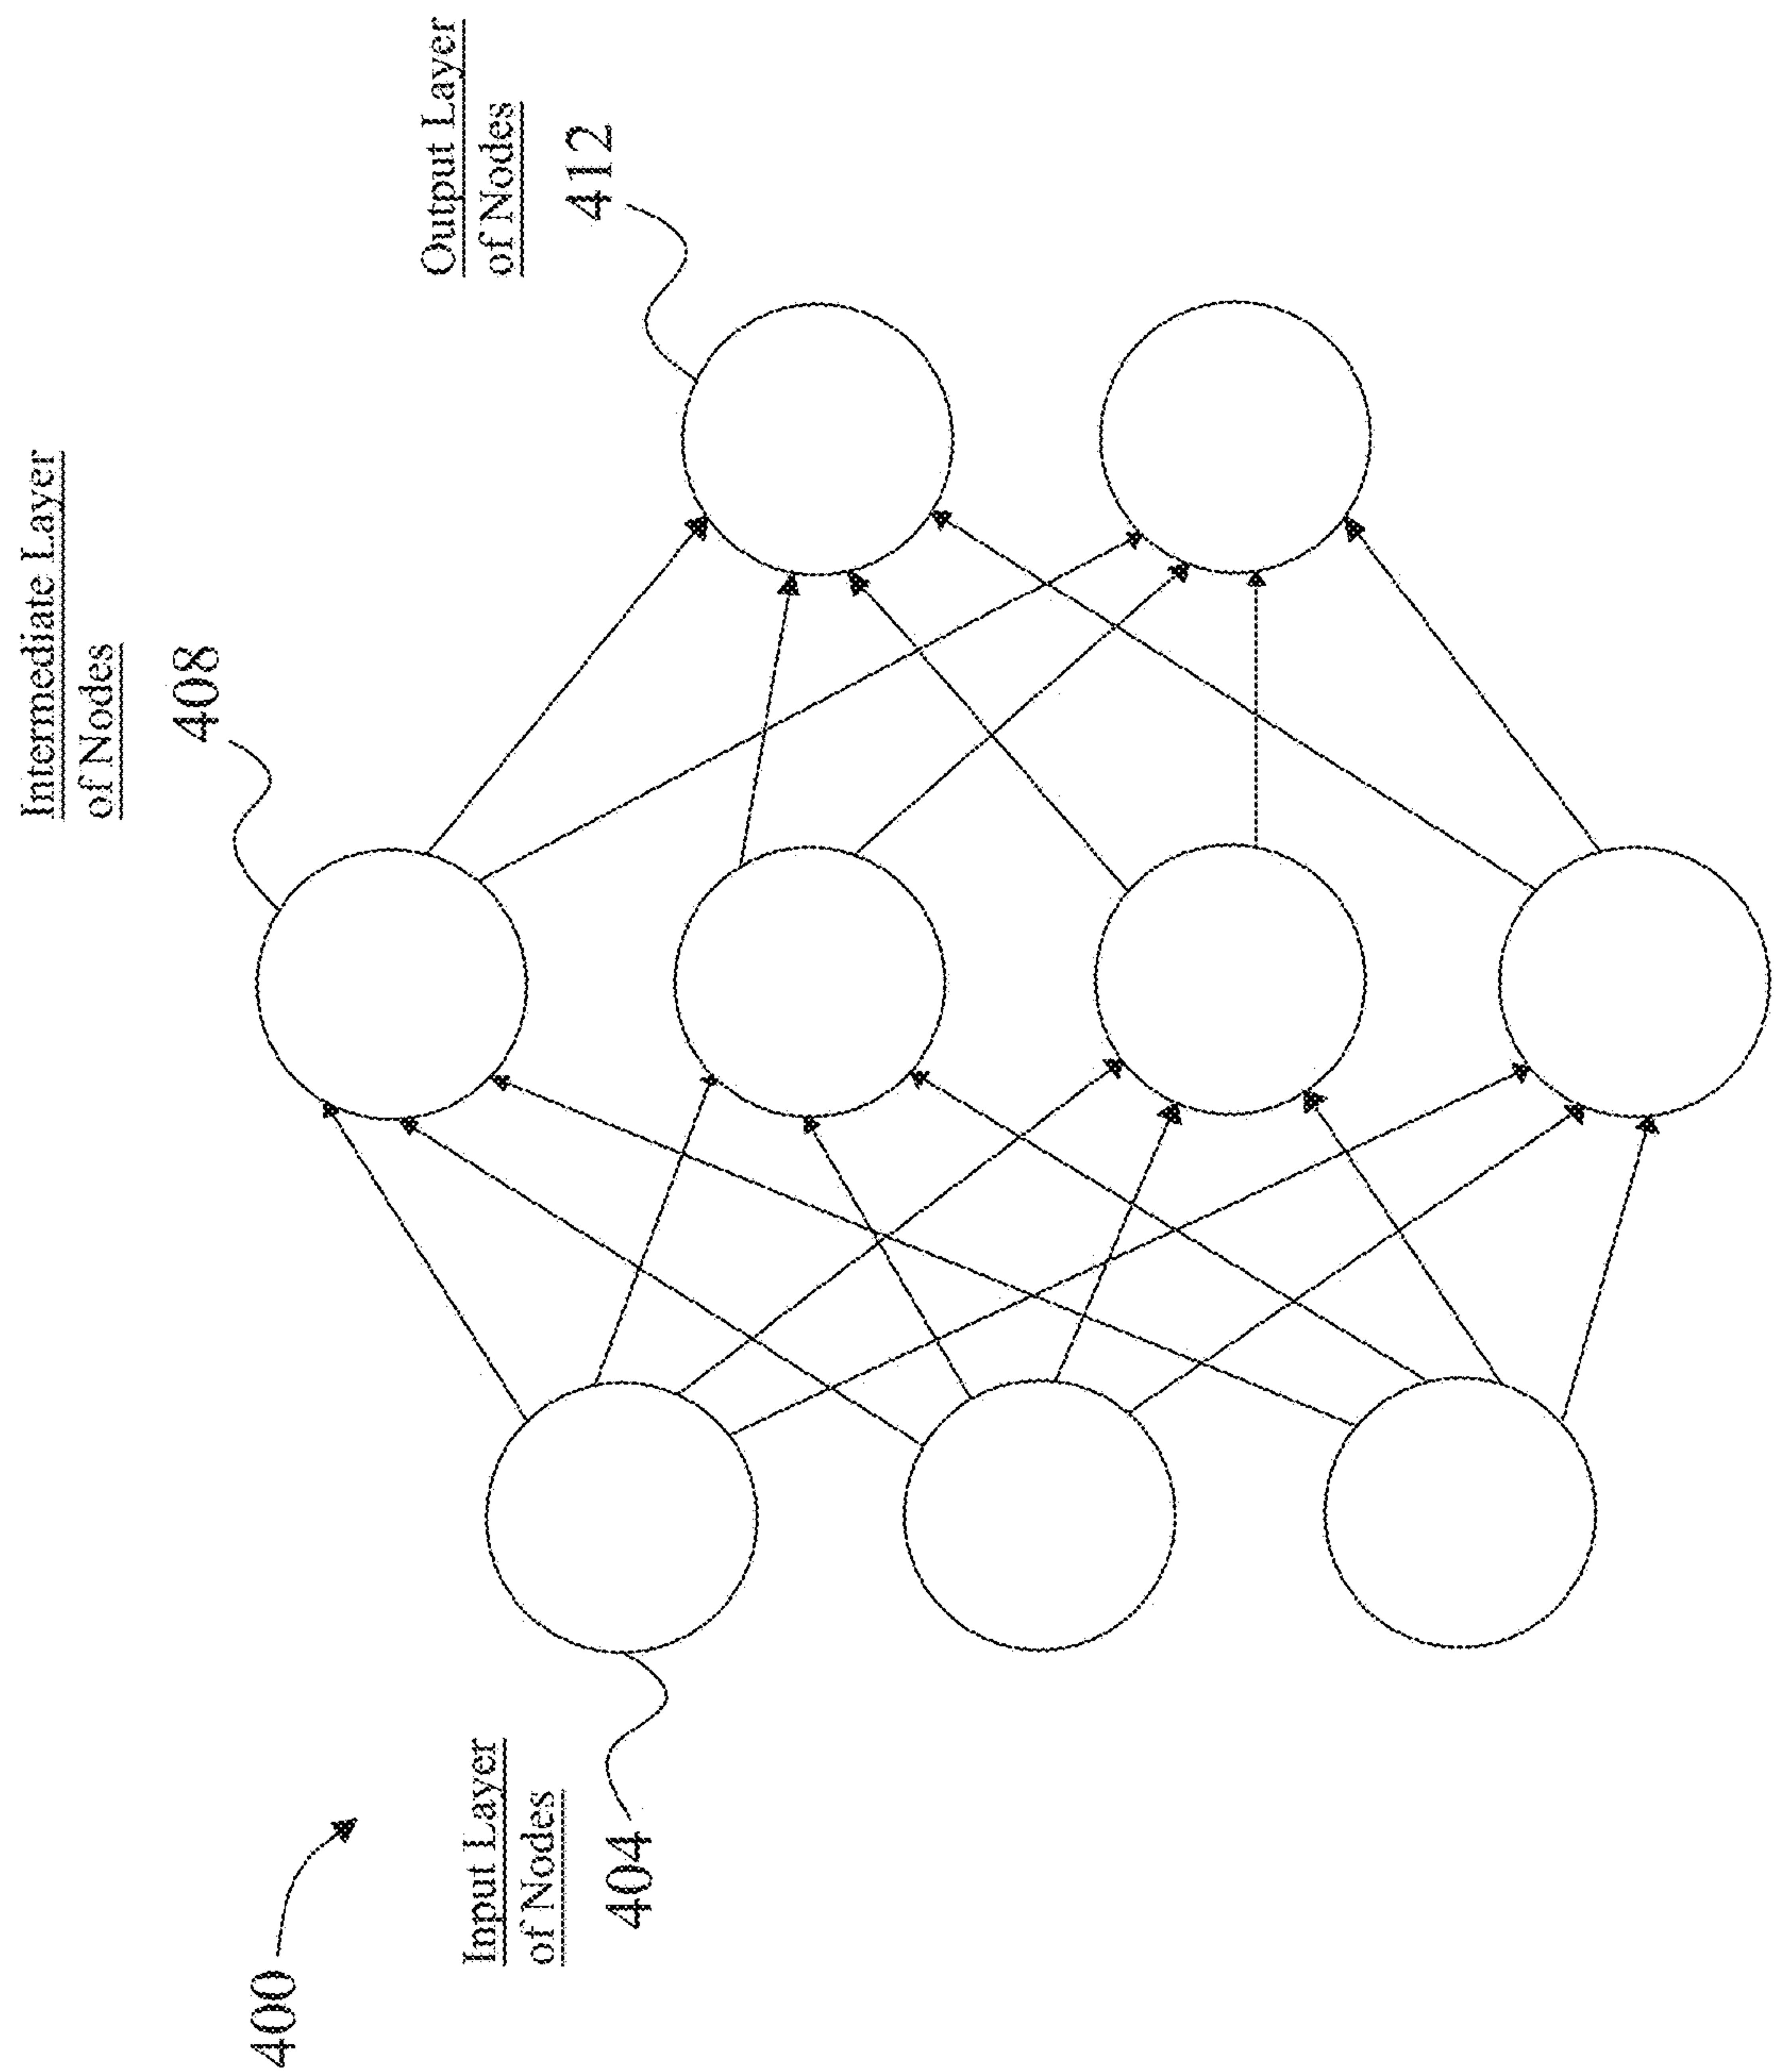 400
Input Layer
of Nodes
404
Intermediate Layer
of Nodes
408
Output Layer
of Nodes
412